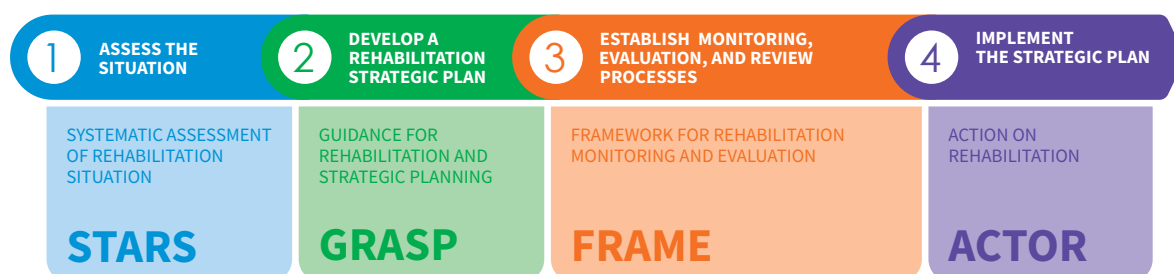 1
ASSESS THE
SITUATION
2
DEVELOP A
REHABILITATION
STRATEGIC PLAN
3
ESTABLISH MONITORING,
EVALUATION, AND REVIEW
PROCESSES
4
IMPLEMENT
THE STRATEGIC PLAN
SYSTEMATIC ASSESSMENT
OF REHABILITATION
SITUATION
STARS
GUIDANCE FOR
REHABILITATION AND
STRATEGIC PLANNING
GRASP
FRAMEWORK FOR REHABILITATION
MONITORING AND EVALUATION
FRAME
ACTION ON
REHABILITATION
ACTOR